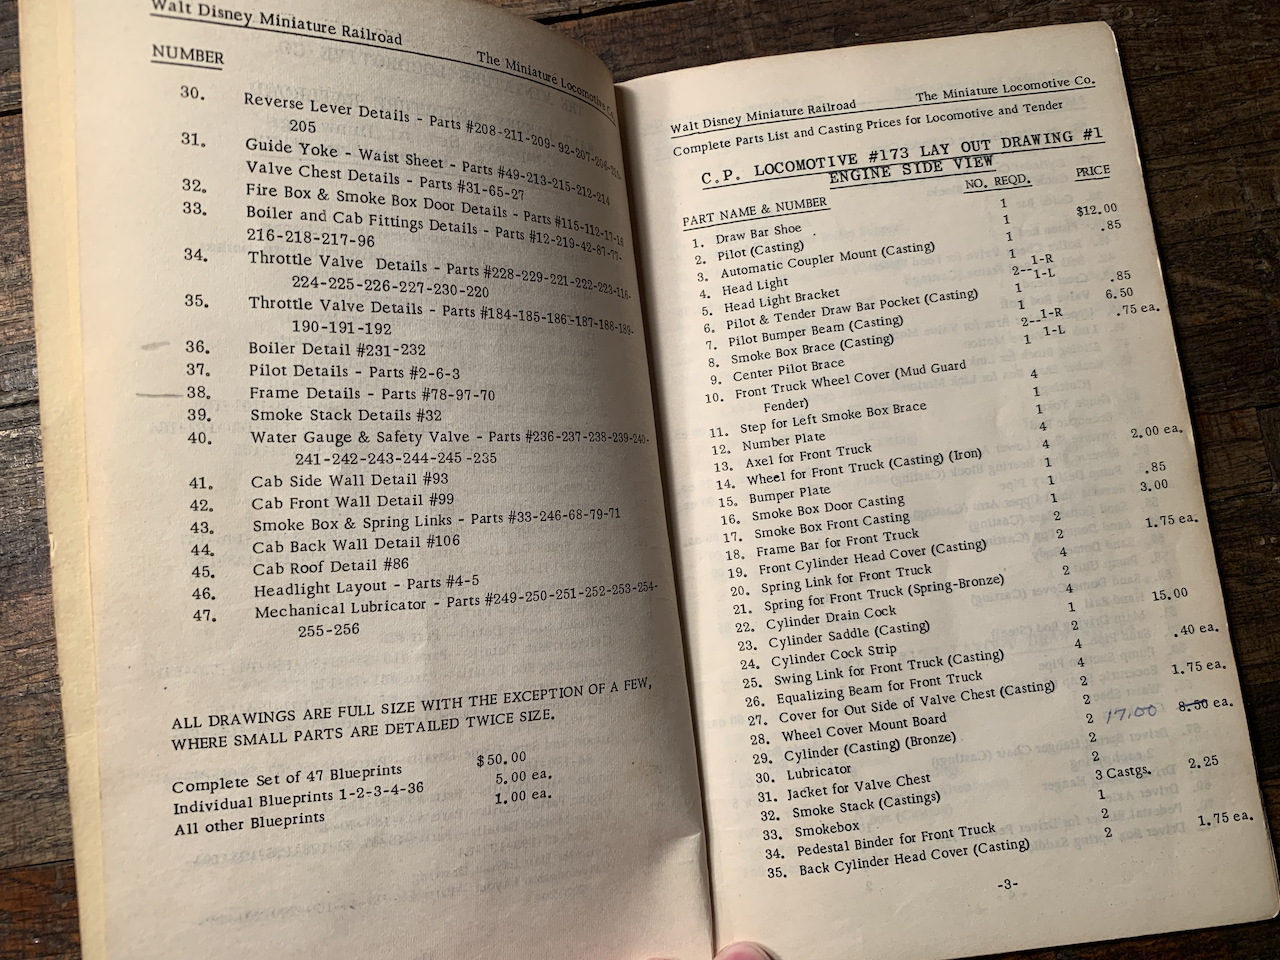 Walt Disney Miniature Railroad The Miniature Locomotive Co.
NUMBER
30. Reverse Lever Details - Parts #208-211-209-92-207-206-210-
205
31. Guide Yoke - Waist Sheet - Parts #49-213-215-212-214
Valve Chest Details - Parts #31-65-27
32. Fire Box & Smoke Box Door Details - Parts #115-112-17-16
33. Boiler and Cab Fittings Details - Parts #12-219-42-87-77-
216-218-217-96
34. Throttle Valve Details - Parts #228-229-221-222-223-116-
224-225-226-227-230-220
35. Throttle Valve Details - Parts #184-185-186-187-188-189-
190-191-192
36. Boiler Detail #231-232
37. Pilot Details - Parts #2-6-3
38. Frame Details - Parts #78-97-70
39. Smoke Stack Details #32
40. Water Gauge & Safety Valve - Parts #236-237-238-239-240-
241-242-243-244-245-235
41. Cab Side Wall Detail #93
42. Cab Front Wall Detail #99
43. Smoke Box & Spring Links - Parts #33-246-68-79-71
44. Cab Back Wall Detail #106
45. Cab Roof Detail #86
46. Headlight Layout - Parts #4-5
47. Mechanical Lubricator - Parts #249-250-251-252-253-254-
255-256
ALL DRAWINGS ARE FULL SIZE WITH THE EXCEPTION OF A FEW,
WHERE SMALL PARTS ARE DETAILED TWICE SIZE.
Complete Set of 47 Blueprints $50.00
Individual Blueprints 1-2-3-4-36 5.00 ea.
All other Blueprints 1.00 ea.
Walt Disney Miniature Railroad The Miniature Locomotive Co.
Complete Parts List and Casting Prices for Locomotive and Tender
C.P. LOCOMOTIVE #173 LAY OUT DRAWING #1
ENGINE SIDE VIEW
PART NAME & NUMBER NO. REQD. PRICE
1. Draw Bar Shoe 1
2. Pilot (Casting) 1 $12.00
3. Automatic Coupler Mount (Casting) 1 .85
4. Head Light 1
5. Head Light Bracket 2--1-R
1-L
6. Pilot & Tender Draw Bar Pocket (Casting) 1 .85
7. Pilot Bumper Beam (Casting) 1 6.50
8. Smoke Box Brace (Casting) 2--1-R .75 ea.
1-L
9. Center Pilot Brace 1
10. Front Truck Wheel Cover (Mud Guard
Fender) 4
11. Step for Left Smoke Box Brace 1
12. Number Plate 1
13. Axel for Front Truck 4
14. Wheel for Front Truck (Casting) (Iron) 4 2.00 ea.
15. Bumper Plate 1
16. Smoke Box Door Casting 1 .85
17. Smoke Box Front Casting 1 3.00
18. Frame Bar for Front Truck 2
19. Front Cylinder Head Cover (Casting) 2 1.75 ea.
20. Spring Link for Front Truck 4
21. Spring for Front Truck (Spring-Bronze) 2
22. Cylinder Drain Cock 4
23. Cylinder Saddle (Casting) 1 15.00
24. Cylinder Cock Strip 2
25. Swing Link for Front Truck (Casting) 4 .40 ea.
26. Equalizing Beam for Front Truck 4
27. Cover for Out Side of Valve Chest (Casting) 2 1.75 ea.
28. Wheel Cover Mount Board 2
29. Cylinder (Casting) (Bronze) 2 17.00 8.50 ea.
30. Lubricator 2
31. Jacket for Valve Chest 2
32. Smoke Stack (Castings) 3 Castgs. 2.25
33. Smokebox 1
34. Pedestal Binder for Front Truck 2
35. Back Cylinder Head Cover (Casting) 2 1.75 ea.
-3-